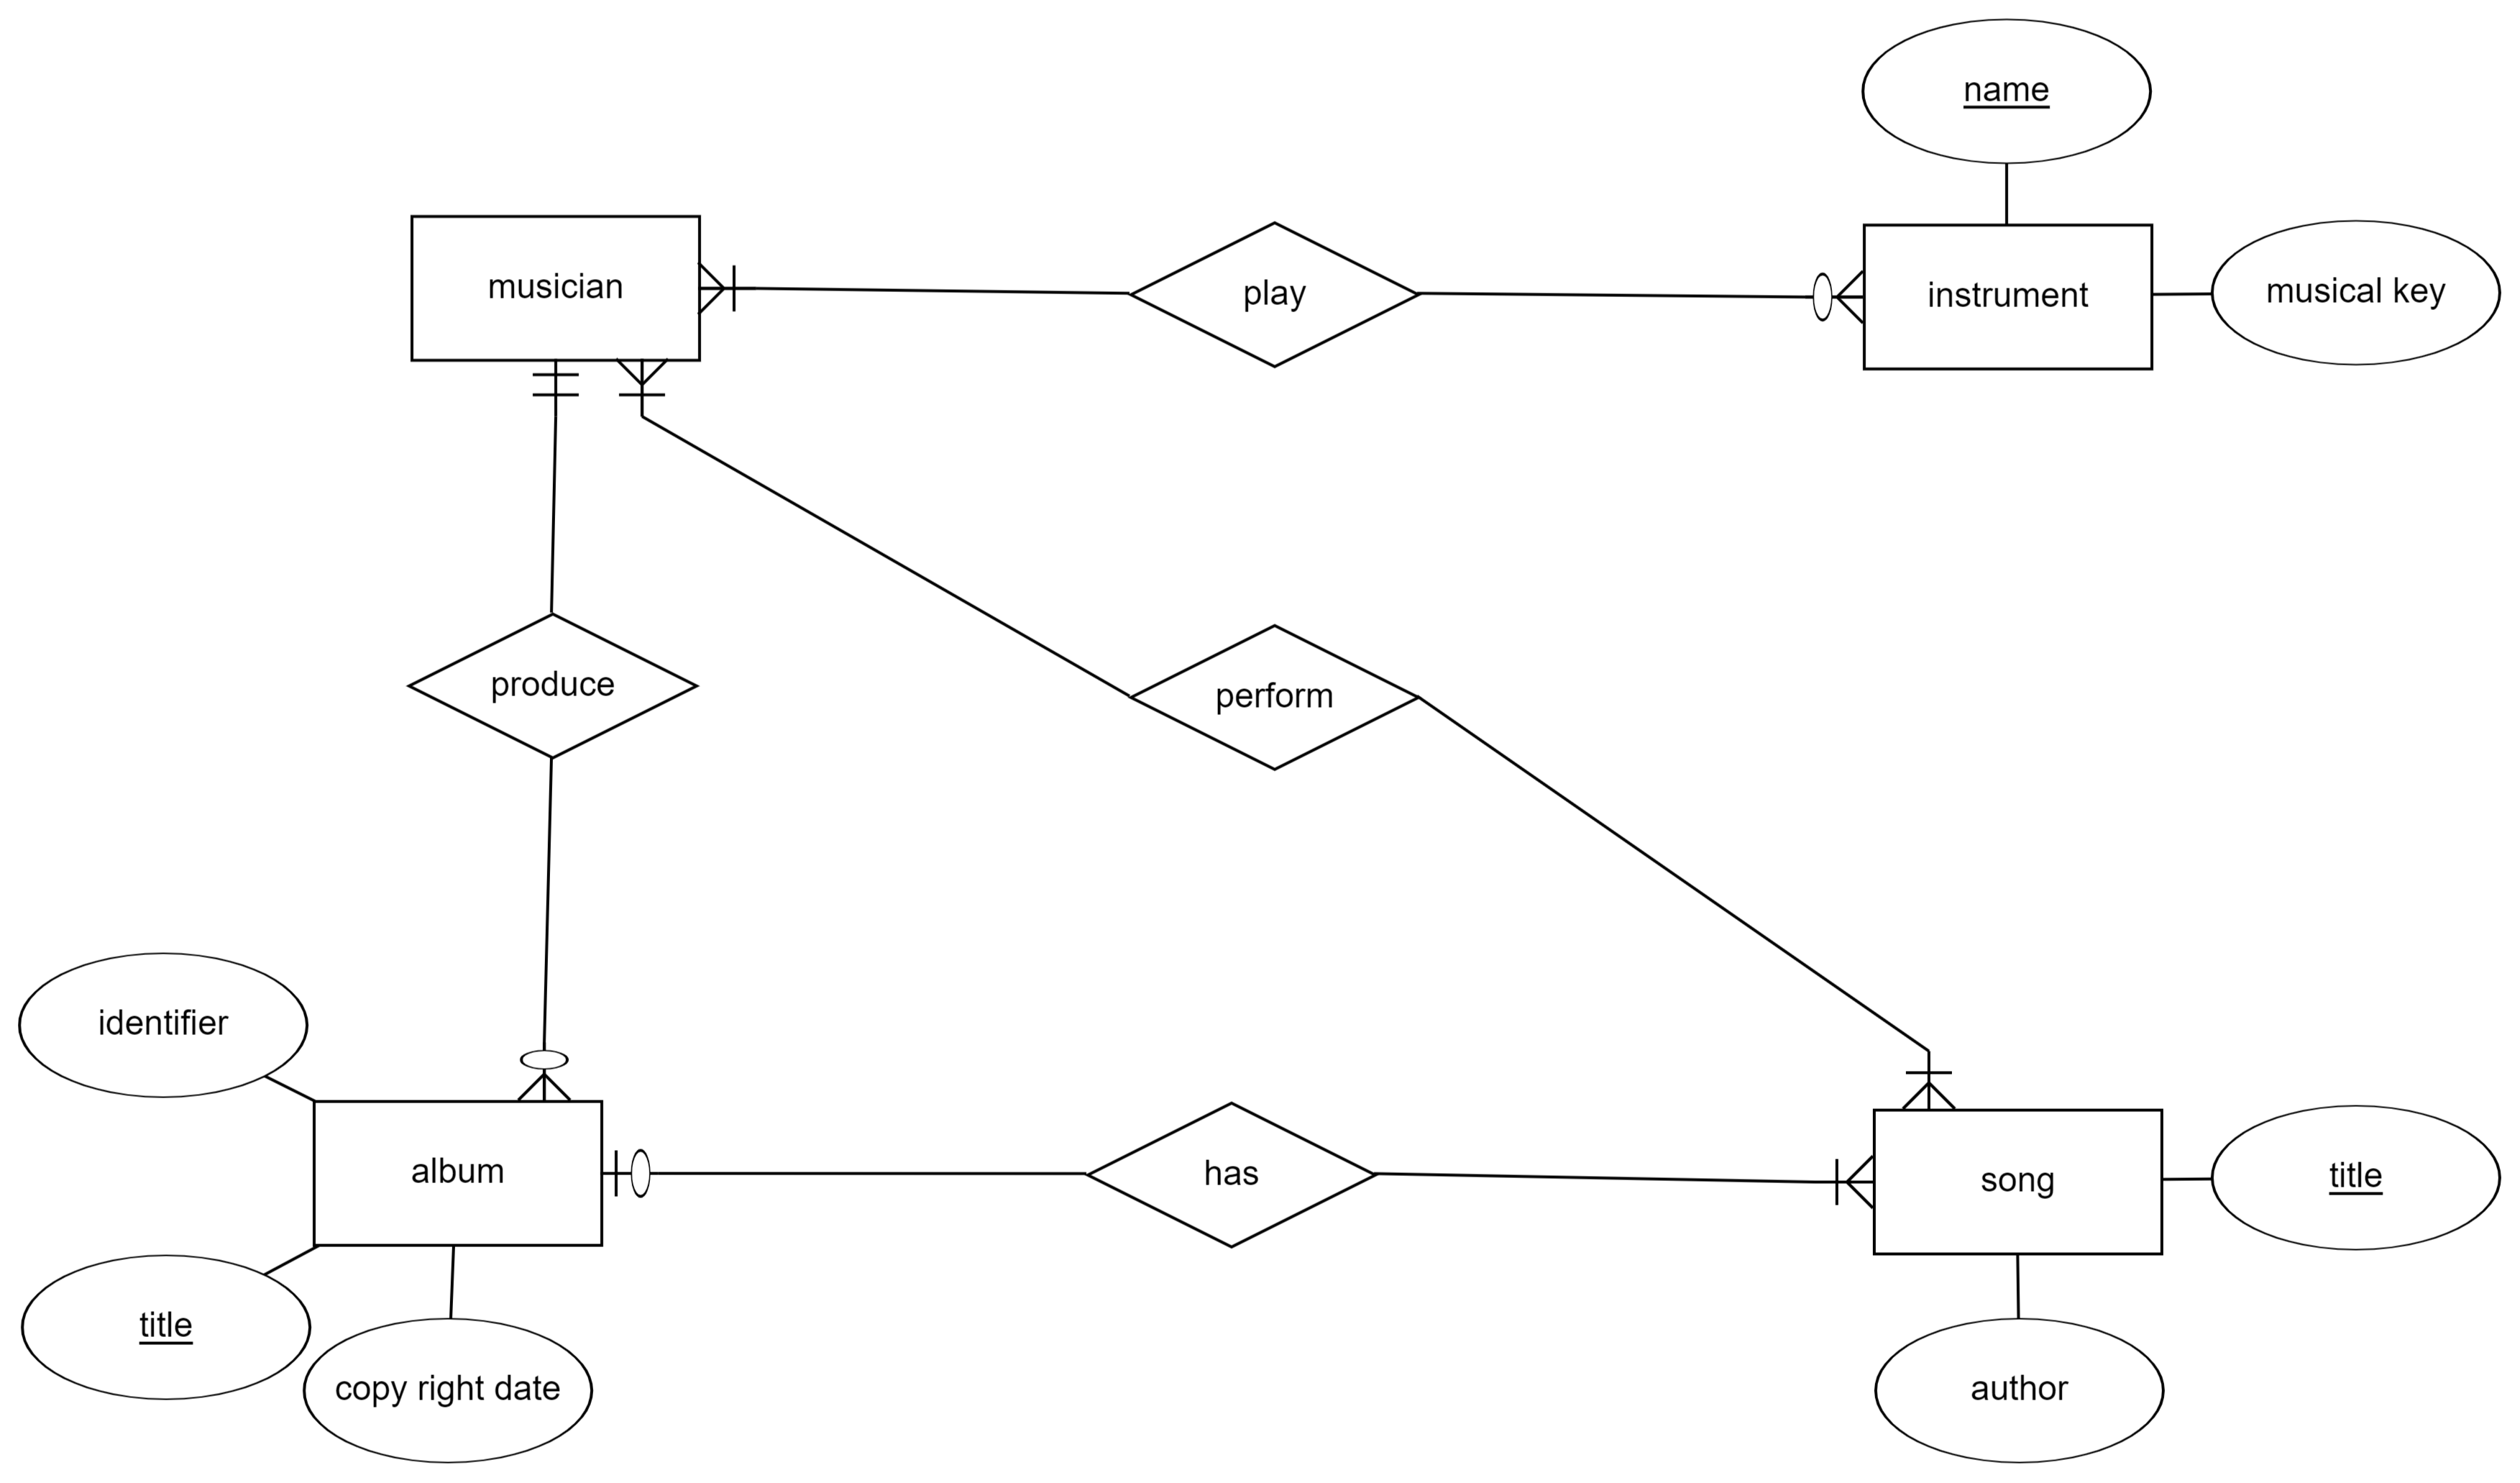 name
musician
play
instrument
musical key
produce
perform
identifier
album
has
song
title
title
copy right date
author